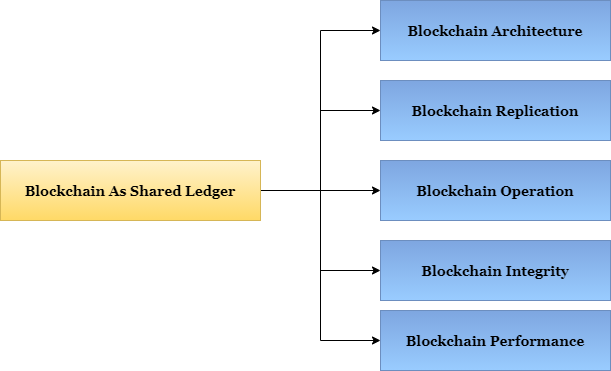 Blockchain Architecture
Blockchain Replication
Blockchain As Shared Ledger
Blockchain Operation
Blockchain Integrity
Blockchain Performance